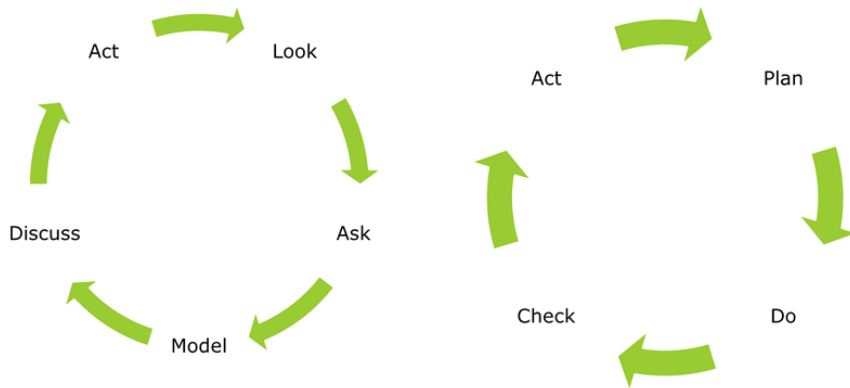 Act
Look
Ask
Model
Discuss
Act
Plan
Do
Check